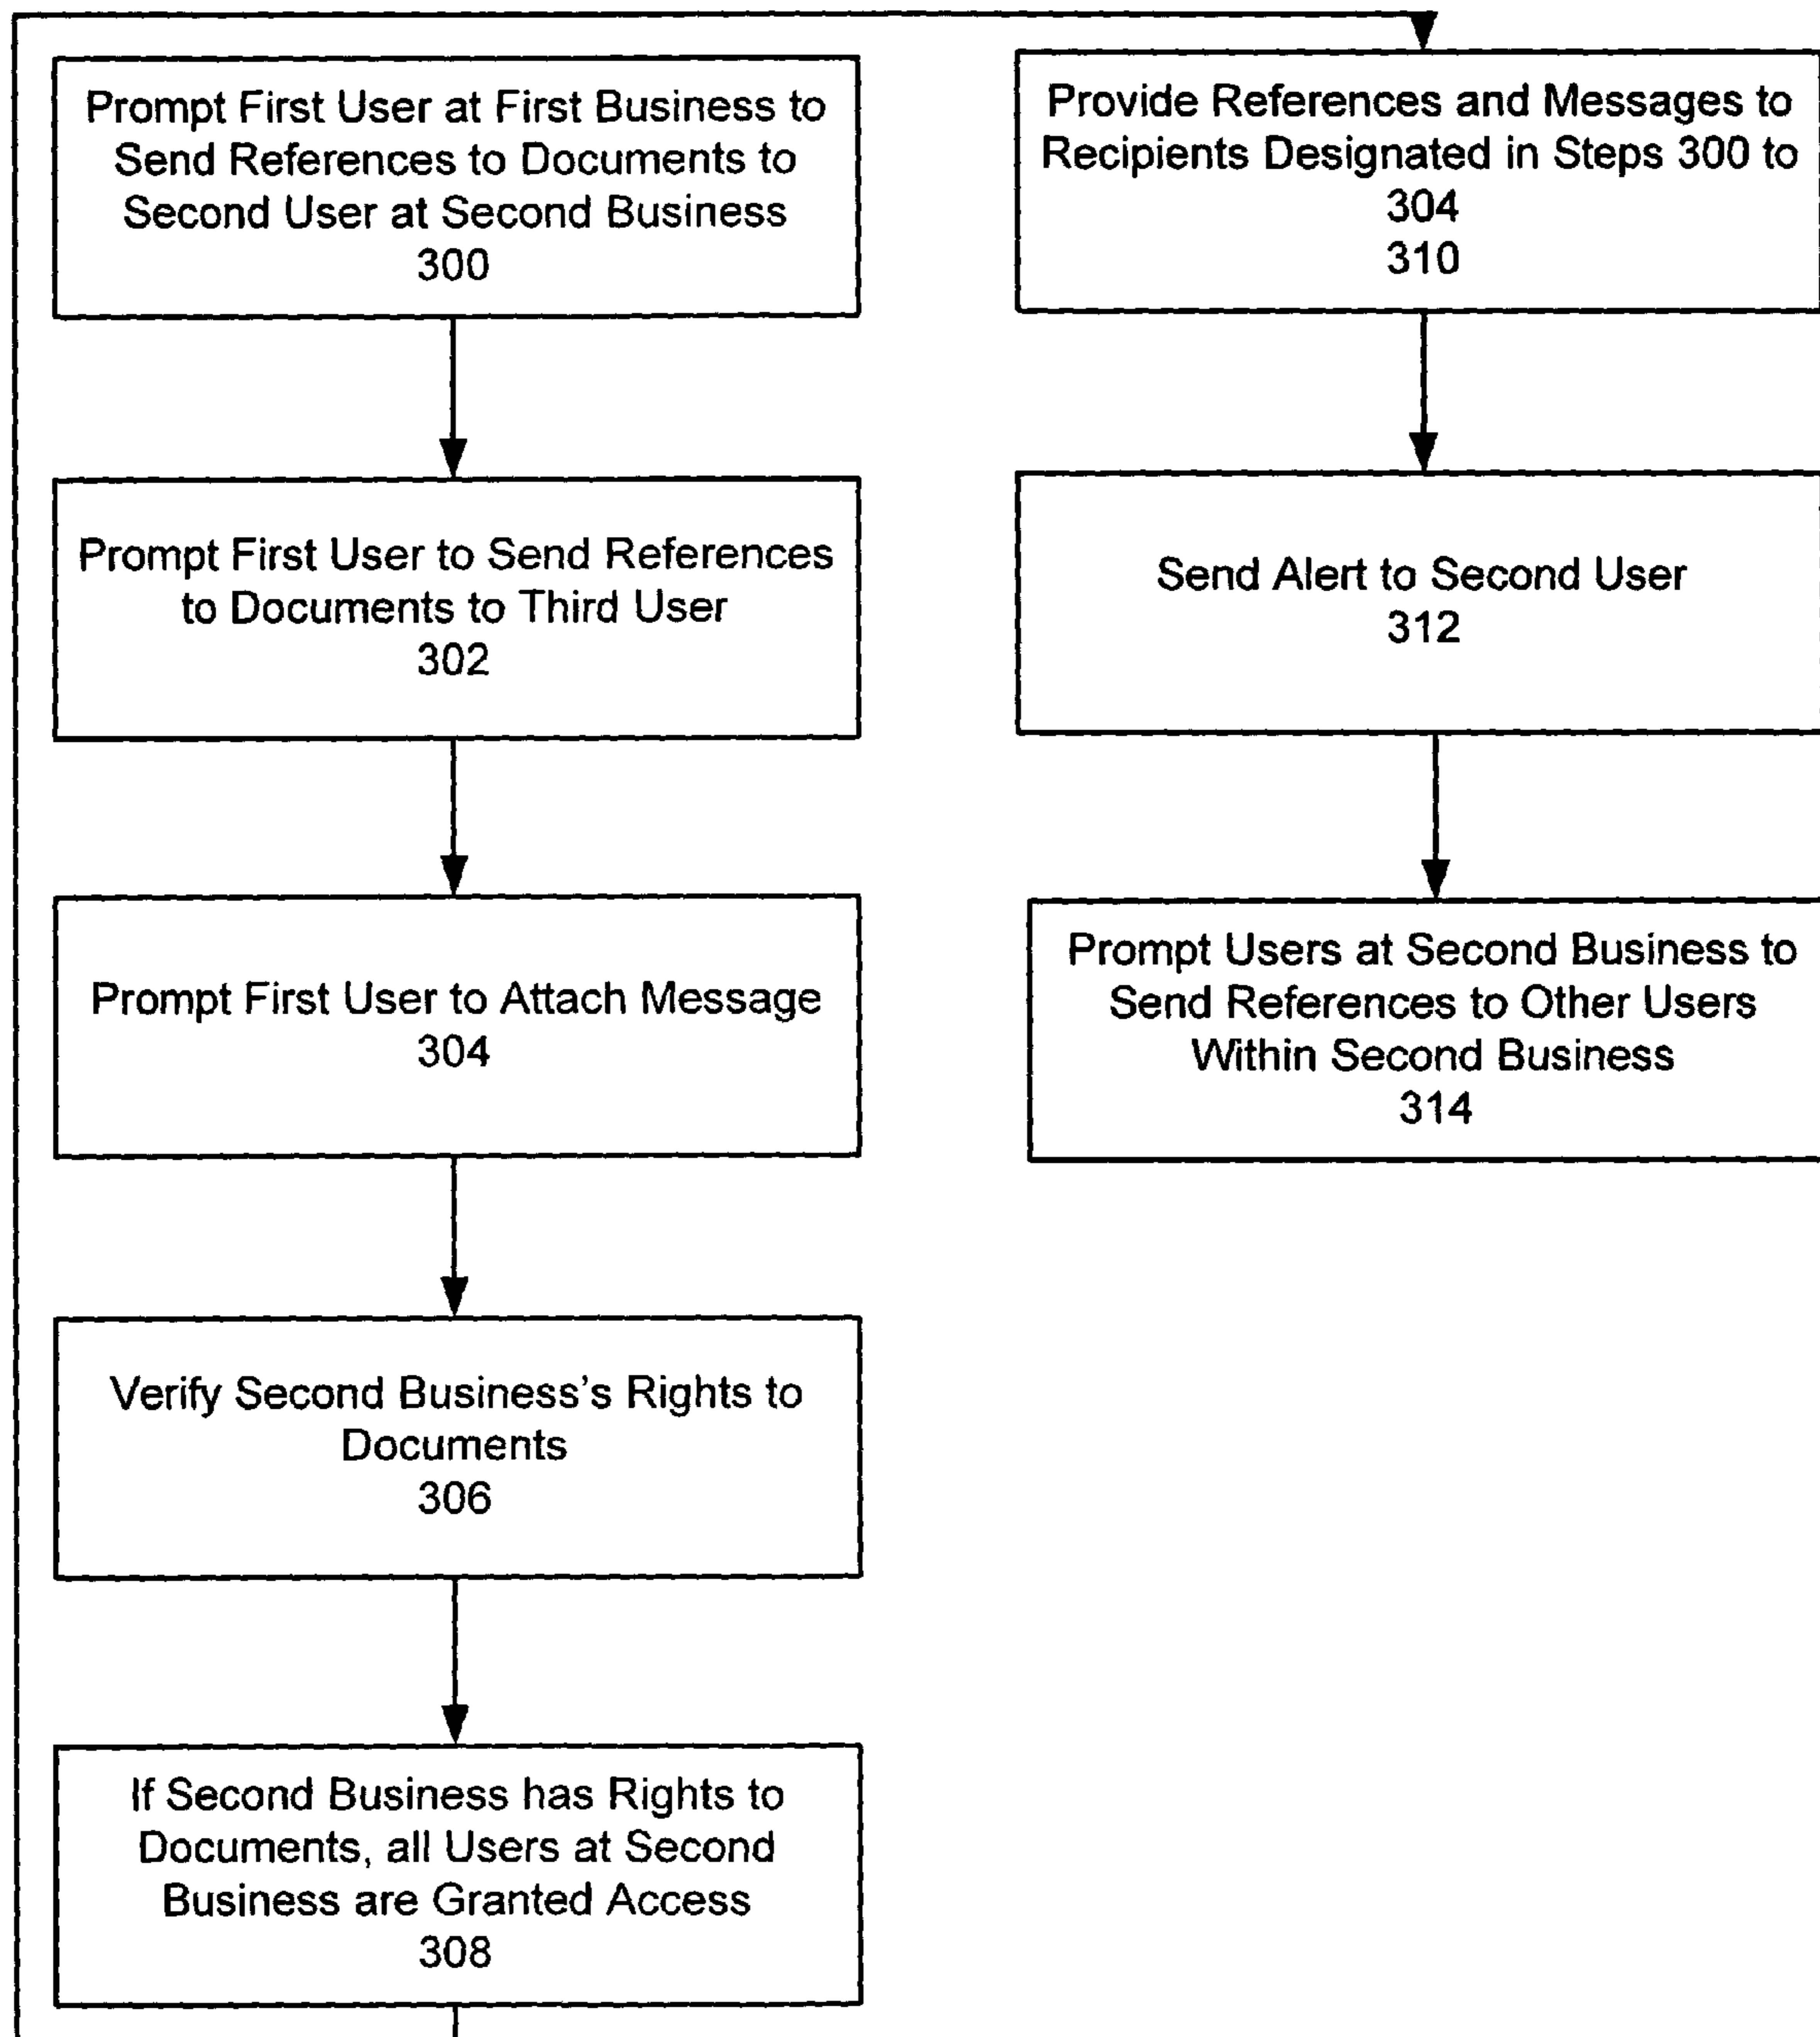 Prompt First User at First Business to
Send References to Documents to
Second User at Second Business
300
Prompt First User to Send References
to Documents to Third User
302
Prompt First User to Attach Message
304
Verify Second Business’s Rights to
Documents
306
If Second Business has Rights to
Documents, all Users at Second
Business are Granted Access
308
Provide References and Messages to
Recipients Designated in Steps 300 to
304
310
Send Alert to Second User
312
Prompt Users at Second Business to
Send References to Other Users
Within Second Business
314